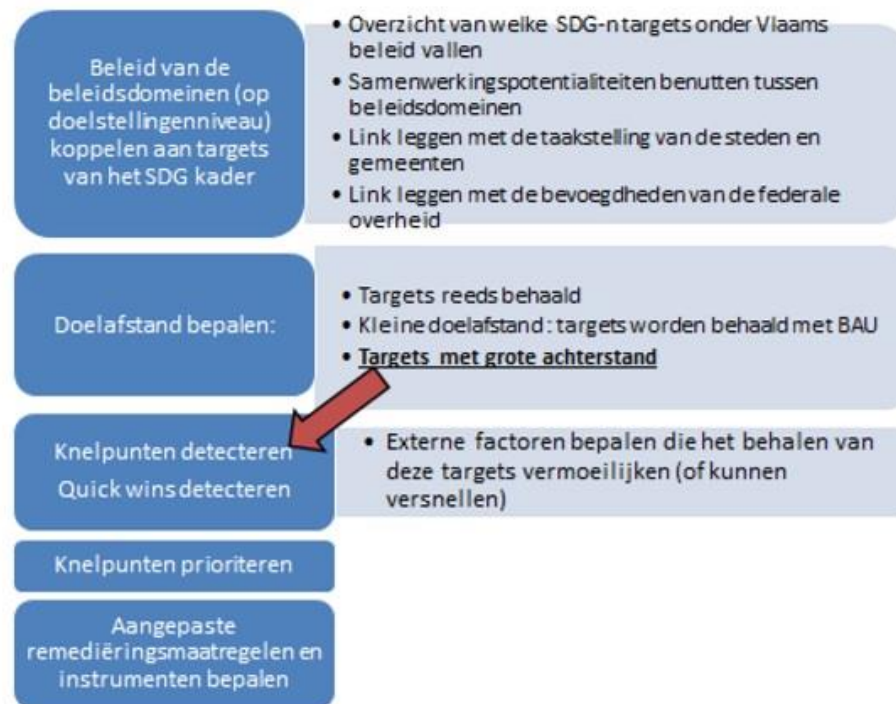 Beleid van de
beleidsdomeinen (op
doelstellingenniveau)
koppelen aan targets
van het SDG kader
• Overzicht van welke SDG-n targets onder Vlaams
beleid vallen
• Samenwerkingspotentialiteiten benutten tussen
beleidsdomeinen
• Link leggen met de taakstelling van de steden en
gemeenten
• Link leggen met de bevoegdheden van de federale
overheid
Doelafstand bepalen:
• Targets reeds behaald
• Kleine doelafstand: targets worden behaald met BAU
• Targets met grote achterstand
Knelpunten detecteren
Quick wins detecteren
• Externe factoren bepalen die het behalen van
deze targets vermoeilijken (of kunnen
versnellen)
Knelpunten prioriteren
Aangepaste
remediëringsmaatregelen en
instrumenten bepalen